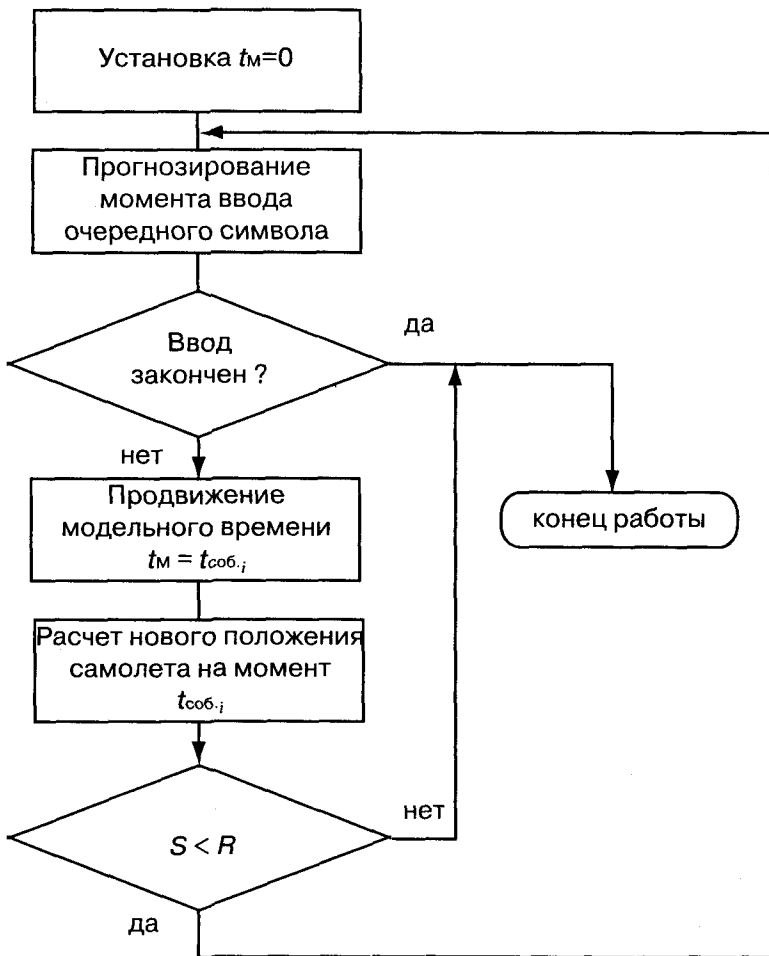 Установка tм=0
Прогнозирование
момента ввода
очередного символа
да
Ввод
закончен ?
нет
Продвижение
модельного времени
tм = tсоб.i
конец работы
Расчет нового положения
самолета на момент
tсоб.i
нет
S < R
да